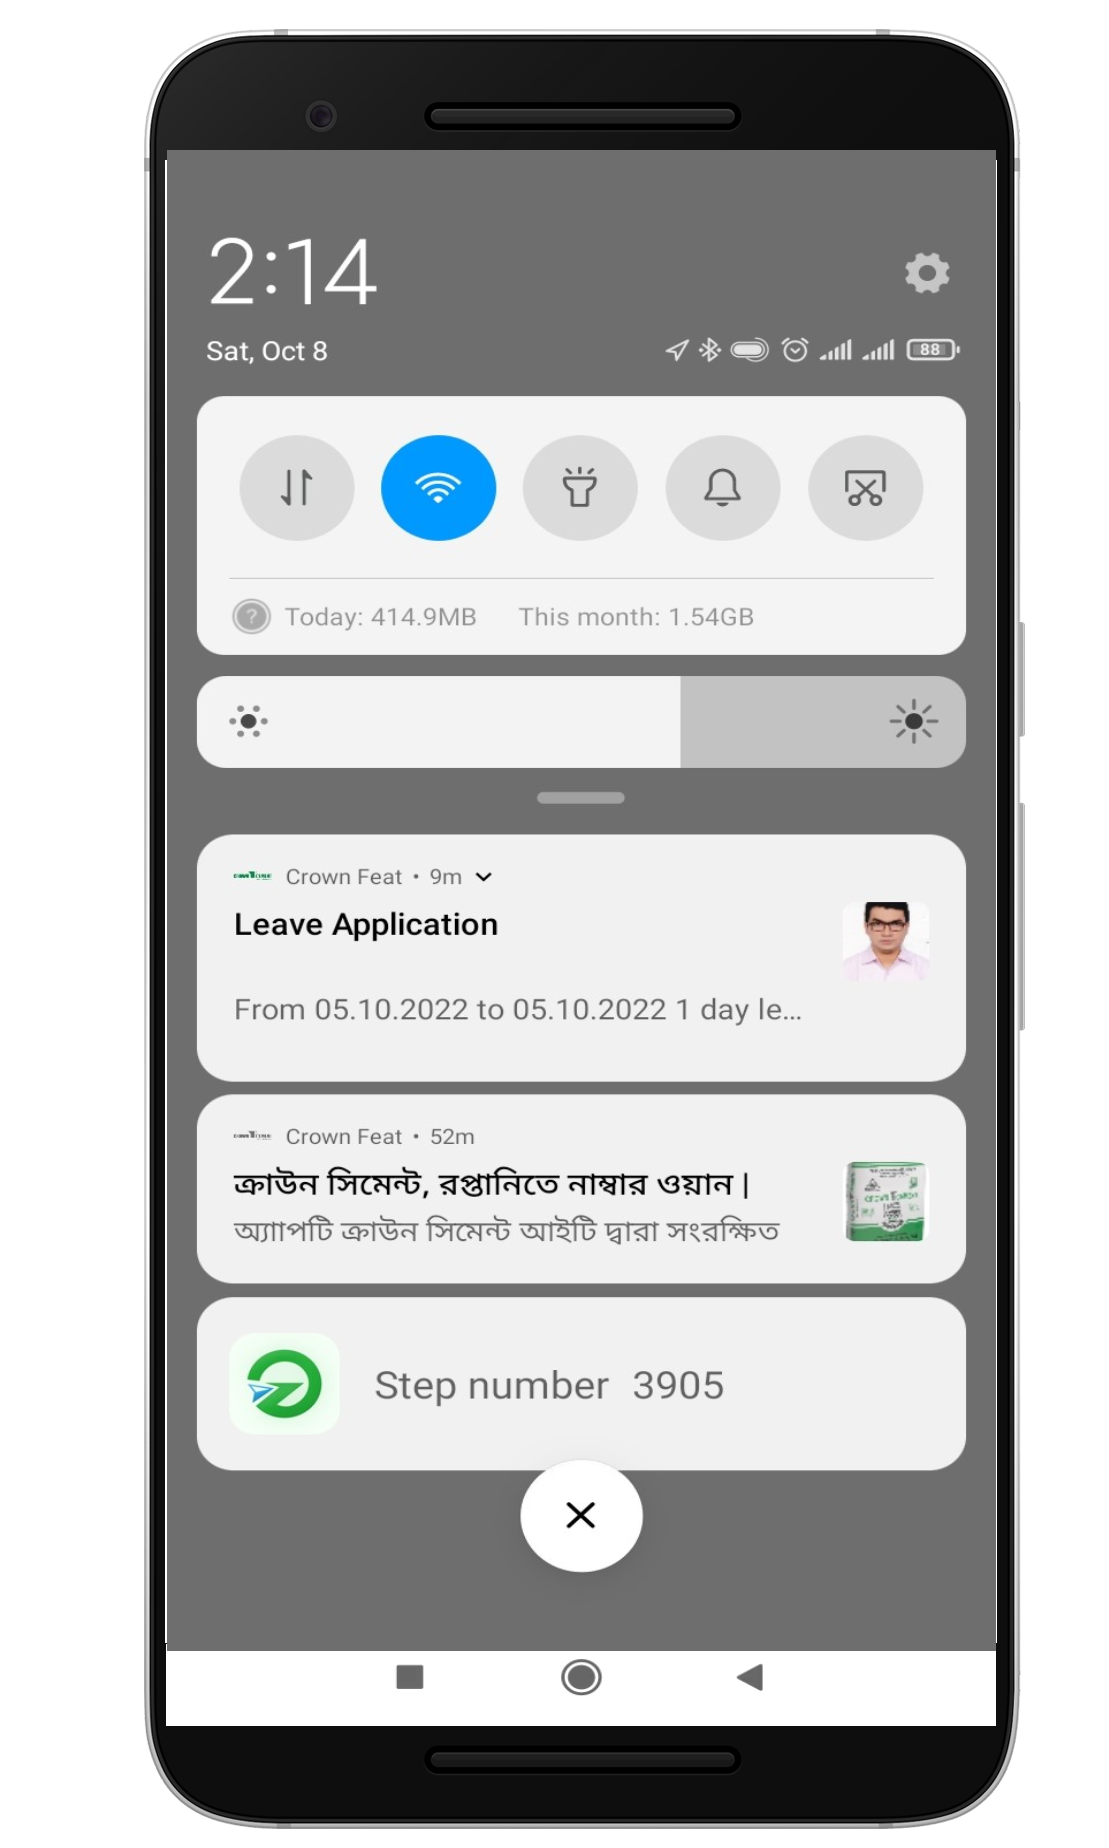 2:14
Sat, Oct 8
88
Today: 414.9MB This month: 1.54GB
Crown Feat • 9m
Leave Application
From 05.10.2022 to 05.10.2022 1 day le...
Crown Feat • 52m
ক্রাউন সিমেন্ট, রপ্তানিতে নাম্বার ওয়ান |
অ্যাপটি ক্রাউন সিমেন্ট আইটি দ্বারা সংরক্ষিত
Step number 3905